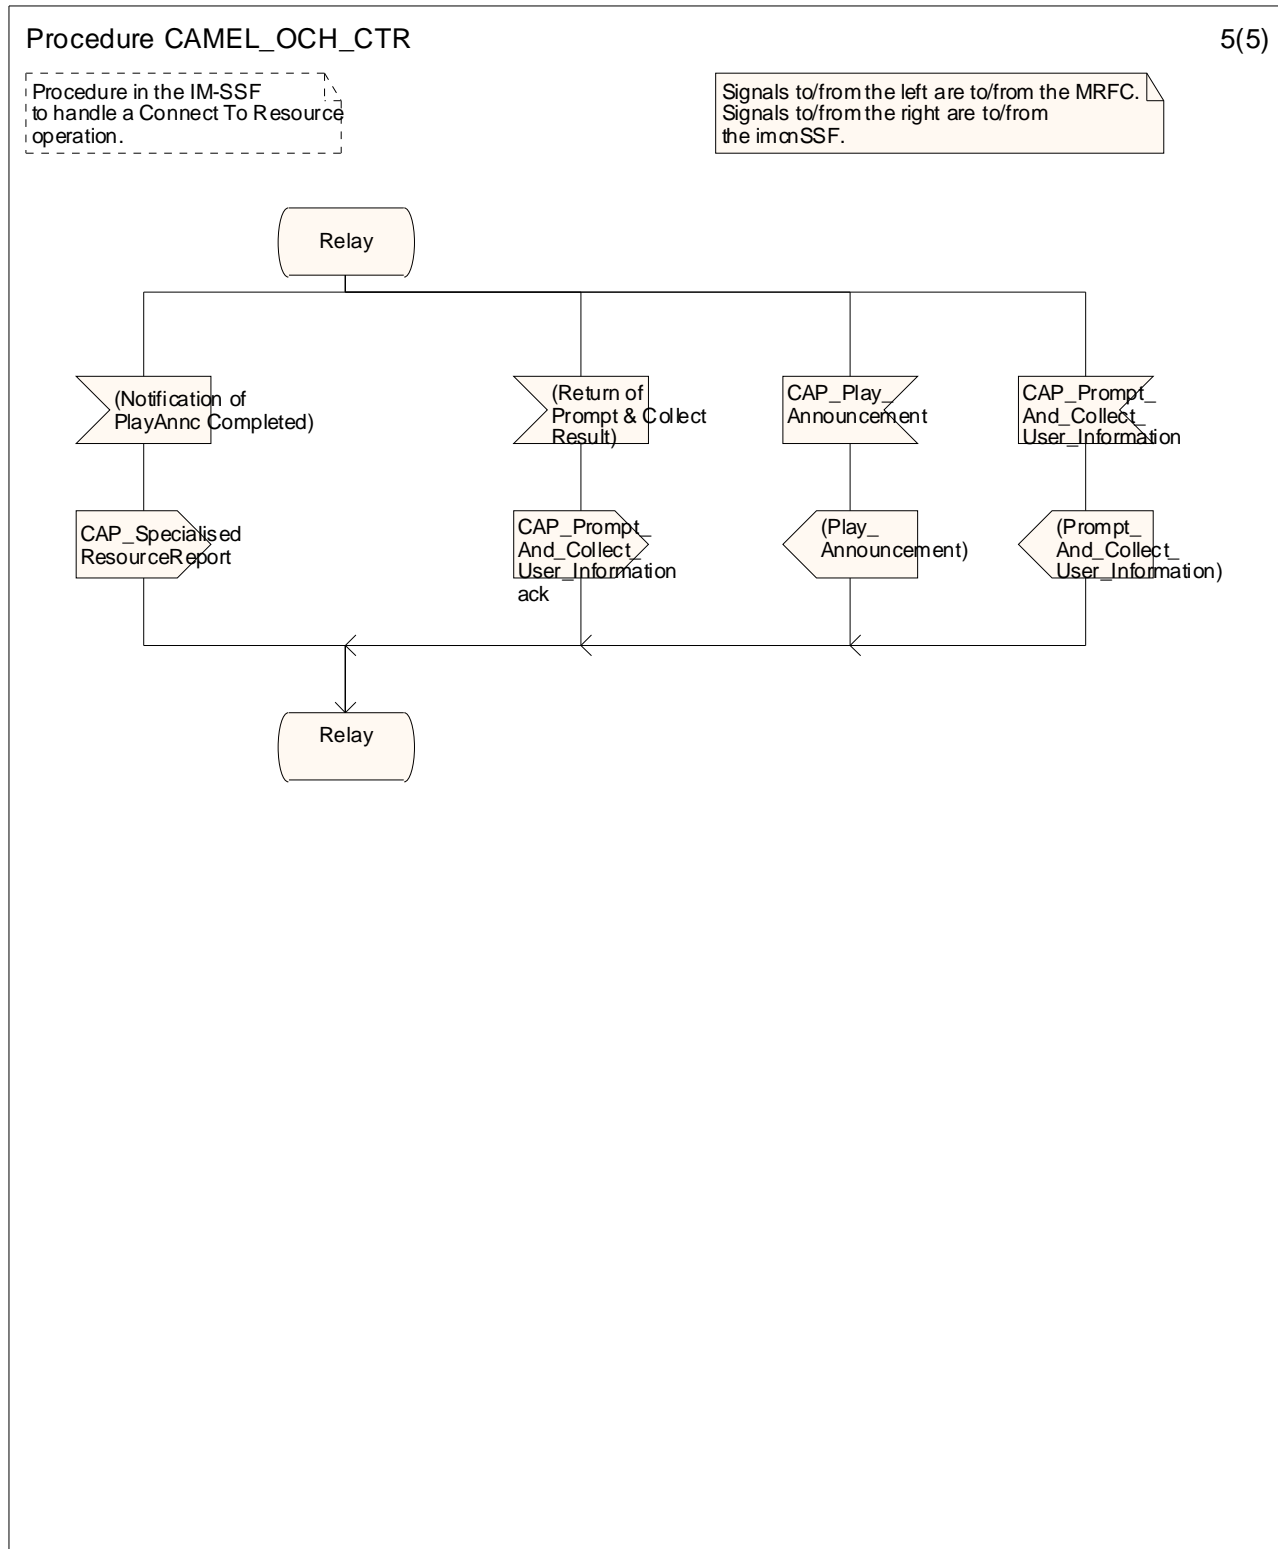 Procedure CAMEL_OCH_CTR
5(5)
Procedure in the IM-SSF
to handle a Connect To Resource
operation.
Signals to/from the left are to/from the MRFC.
Signals to/from the right are to/from
the imcnSSF.
Relay
(Notification of
PlayAnnc Completed)
(Return of
Prompt & Collect
Result)
CAP_Play_
Announcement
CAP_Prompt_
And_Collect_
User_Information
CAP_Specialised
ResourceReport
CAP_Prompt_
And_Collect_
User_Information
ack
(Play_
Announcement)
(Prompt_
And_Collect_
User_Information)
Relay